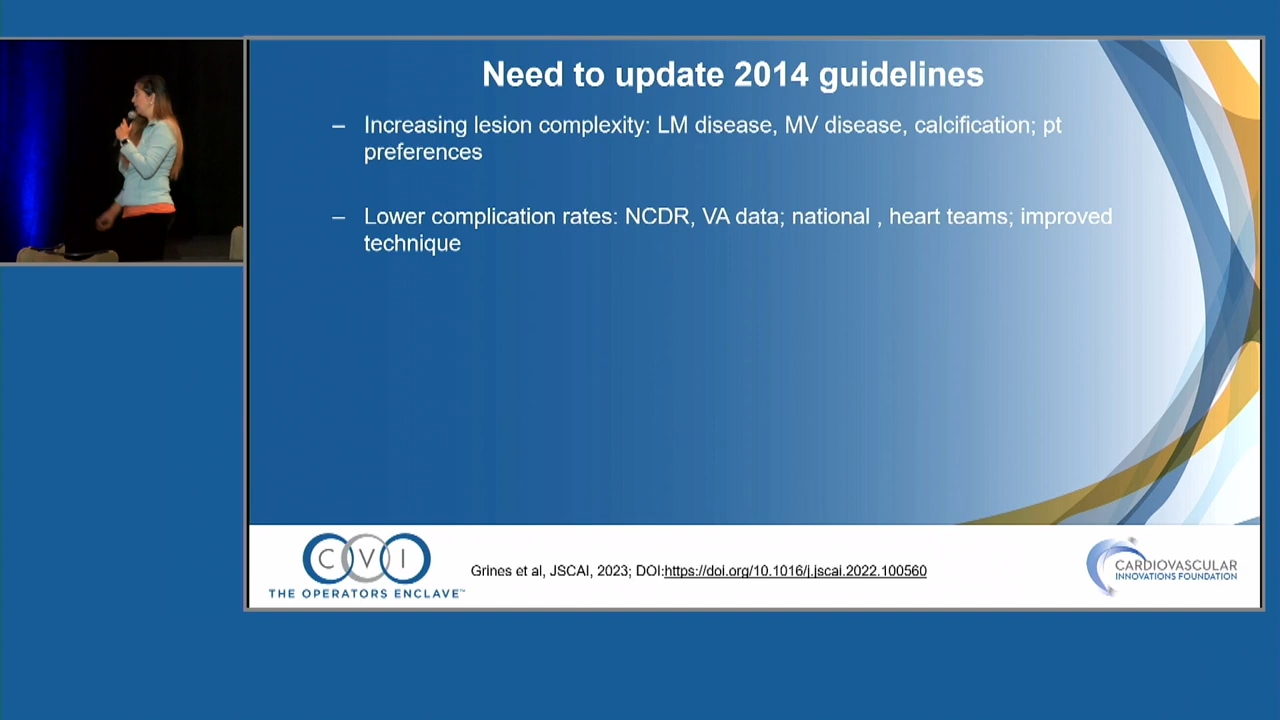 Need to update 2014 guidelines
– Increasing lesion complexity: LM disease, MV disease, calcification; pt
preferences
– Lower complication rates: NCDR, VA data; national , heart teams; improved
technique
CVI
THE OPERATORS ENCLAVE™
Grines et al, JSCAI, 2023; DOI:https://doi.org/10.1016/j.jscai.2022.100560
CARDIOVASCULAR
INNOVATIONS FOUNDATION